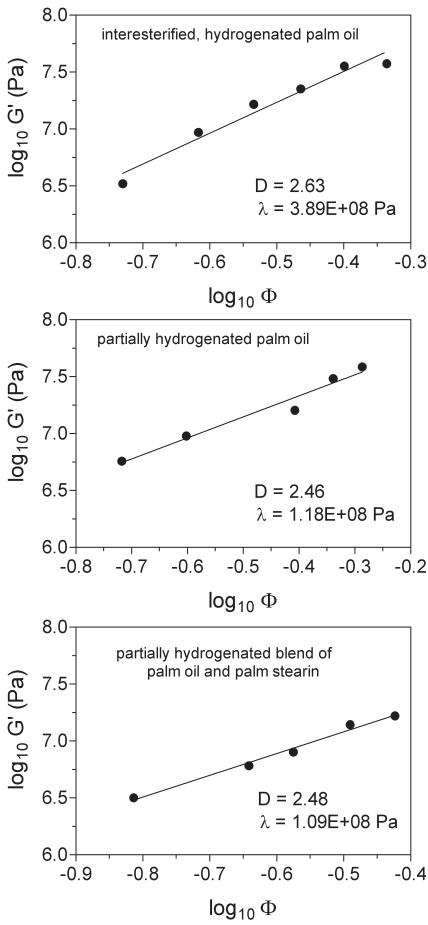 interesterified, hydrogenated palm oil
8.0
7.5
7.0
6.5
6.0
log₁₀ G' (Pa)
D = 2.63
λ = 3.89E+08 Pa
-0.8 -0.7 -0.6 -0.5 -0.4 -0.3
log₁₀ Φ
partially hydrogenated palm oil
8.0
7.5
7.0
6.5
6.0
log₁₀ G' (Pa)
D = 2.46
λ = 1.18E+08 Pa
-0.8 -0.7 -0.6 -0.5 -0.4 -0.3 -0.2
log₁₀ Φ
partially hydrogenated blend of
palm oil and palm stearin
8.0
7.5
7.0
6.5
6.0
log₁₀ G' (Pa)
D = 2.48
λ = 1.09E+08 Pa
-0.9 -0.8 -0.7 -0.6 -0.5 -0.4
log₁₀ Φ